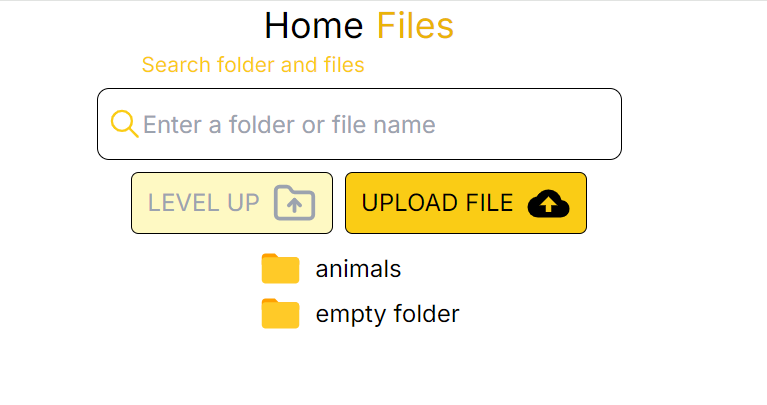 Home Files
Search folder and files
Enter a folder or file name
LEVEL UP UPLOAD FILE
animals
empty folder